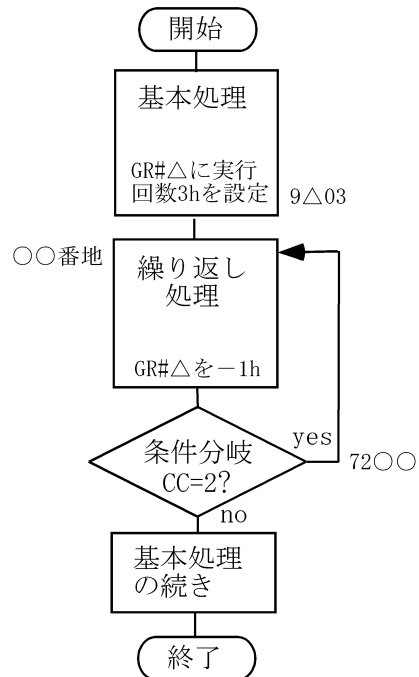 開始
基本処理
GR#△に実行
回数3hを設定
9△03
○○番地
繰り返し
処理
GR#△を－1h
条件分岐
CC=2?
yes
72○○
no
基本処理
の続き
終了